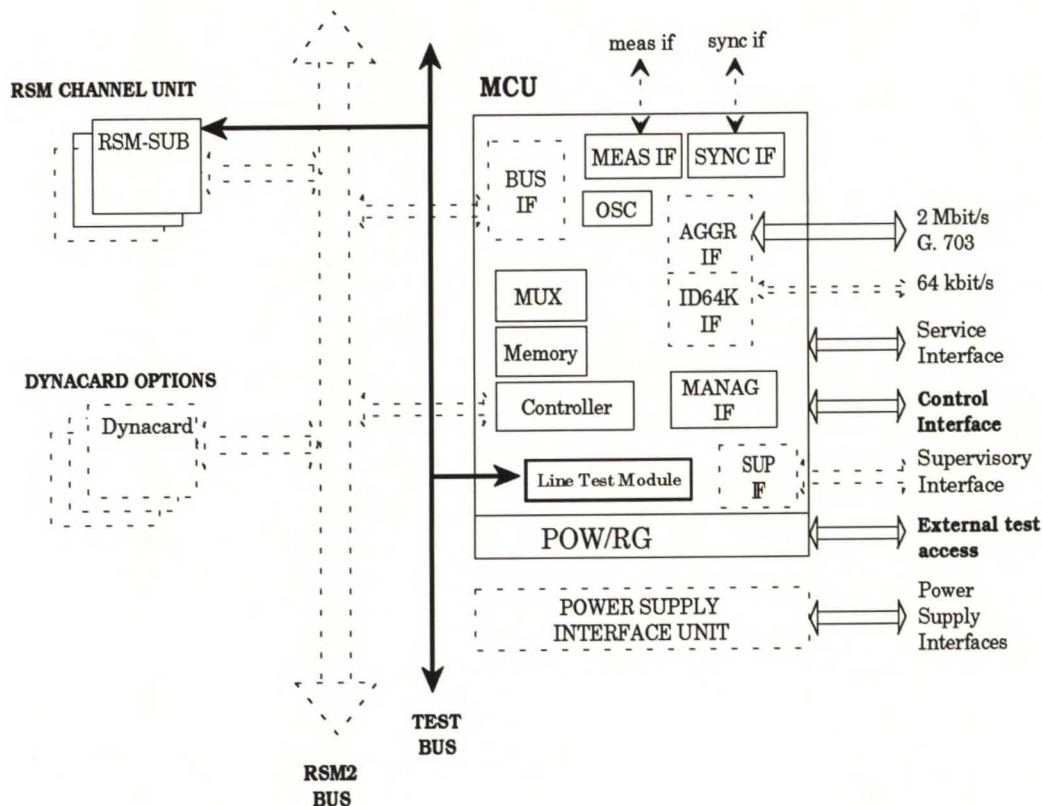 meas if
sync if
RSM CHANNEL UNIT
RSM-SUB
MCU
MEAS IF
SYNC IF
BUS
IF
OSC
AGGR
IF
2 Mbit/s
G. 703
ID64K
IF
64 kbit/s
MUX
Memory
Service
Interface
DYNACARD OPTIONS
Dynacard
Controller
MANAG
IF
Control
Interface
Line Test Module
SUP
IF
Supervisory
Interface
POW/RG
External test
access
POWER SUPPLY
INTERFACE UNIT
Power
Supply
Interfaces
TEST
BUS
RSM2
BUS